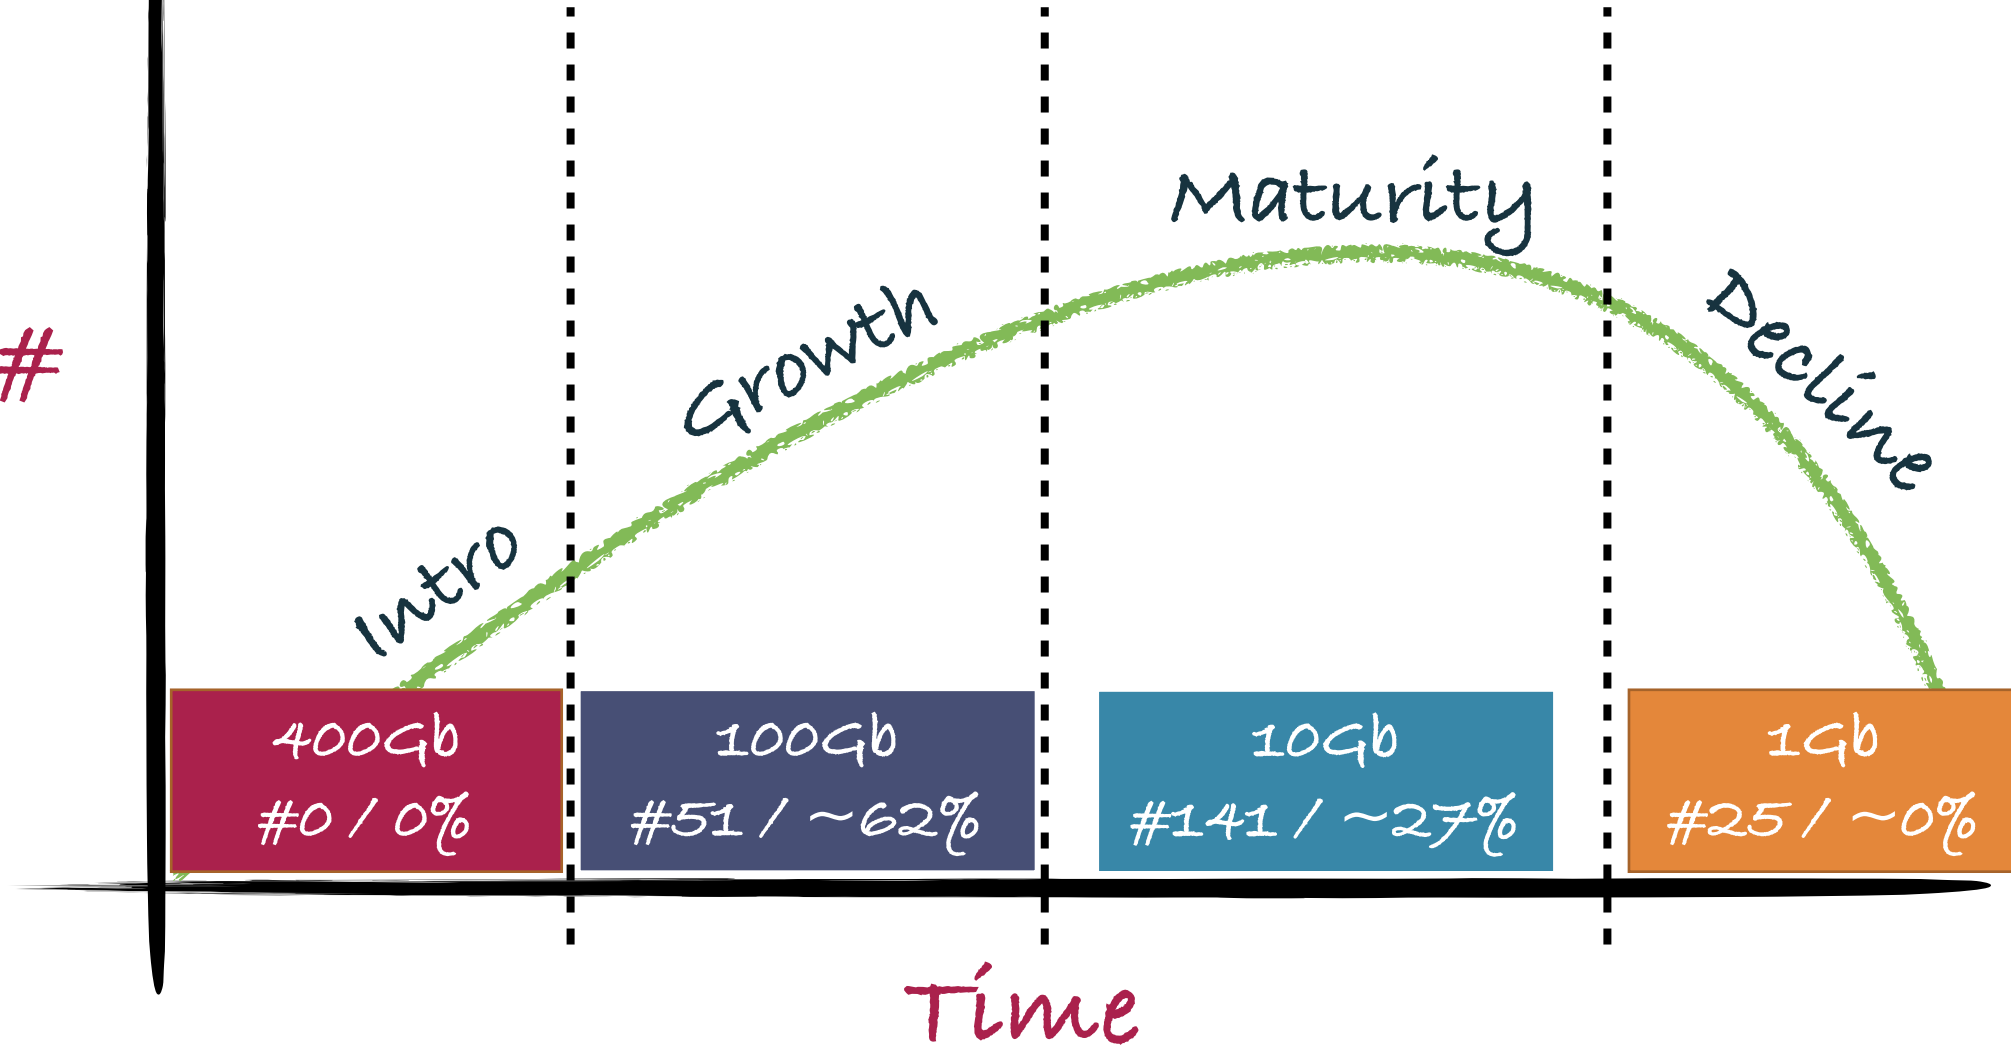 #
Intro
Growth
Maturity
Decline
400Gb
#0 / 0%
100Gb
#51 / ~62%
10Gb
#141 / ~27%
1Gb
#25 / ~0%
Time